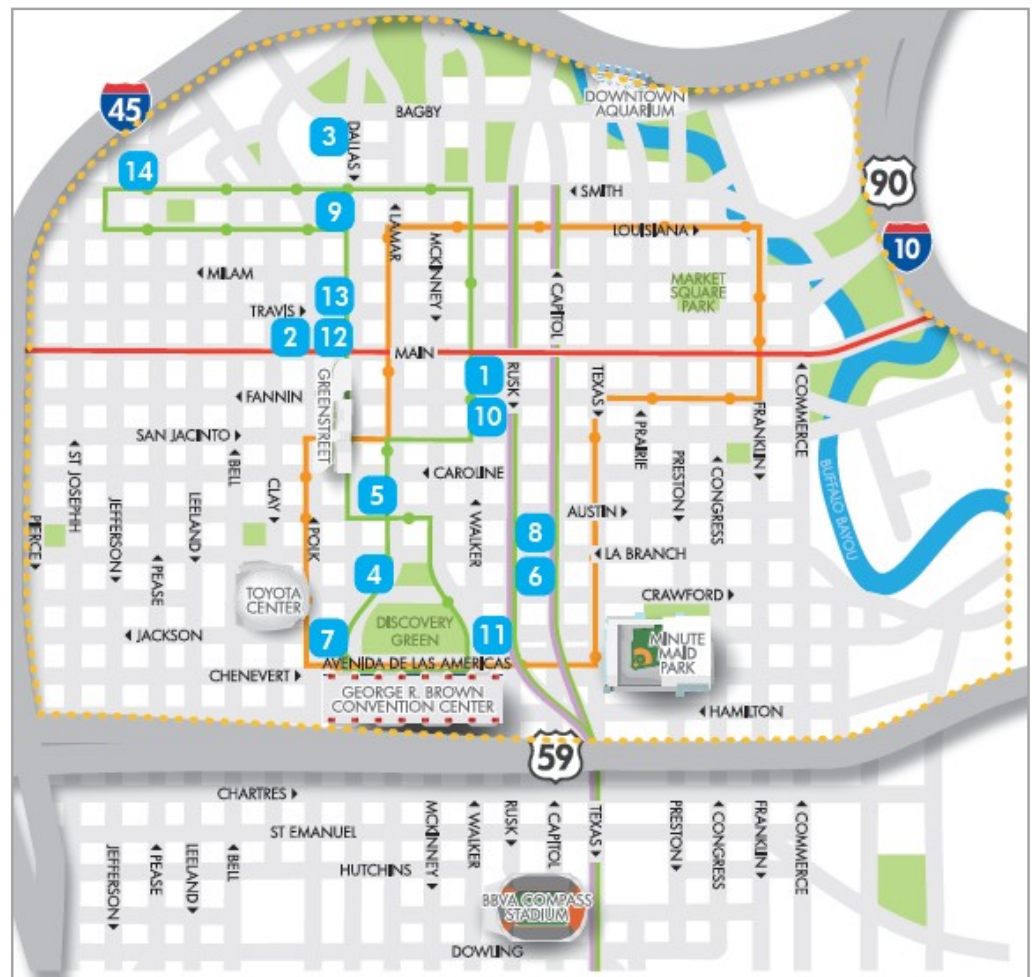 DOWNTOWN
AQUARIUM
45
BAGBY
3
DALLAS
14
90
SMITH
9
LAMAR
MCKINNEY
LOUISIANA
10
MILAM
CAPITOL
MARKET
SQUARE
PARK
13
TRAVIS
2
12
MAIN
GREENSTREET
1
RUSK
TEXAS
COMMERCE
FANNIN
10
PRAIRIE
FRANKLIN
SAN JACINTO
ST JOSEPHH
BELL
CAROLINE
PRESTON
CONGRESS
BUFFALO BAYOU
JEFFERSON
LEELAND
CLAY
5
WALKER
PIERCE
POLK
AUSTIN
8
PEASE
LA BRANCH
4
6
TOYOTA
CENTER
CRAWFORD
DISCOVERY
GREEN
JACKSON
7
11
MINUTE
MAID
PARK
AVENIDA DE LAS AMERICAS
CHENEVERT
GEORGE R. BROWN
CONVENTION CENTER
HAMILTON
59
CHARTRES
MCKINNEY
WALKER
RUSK
CAPITOL
TEXAS
PRESTON
CONGRESS
FRANKLIN
COMMERCE
ST EMANUEL
JEFFERSON
PEASE
LEELAND
BELL
HUTCHINS
BBVA COMPASS
STADIUM
DOWLING